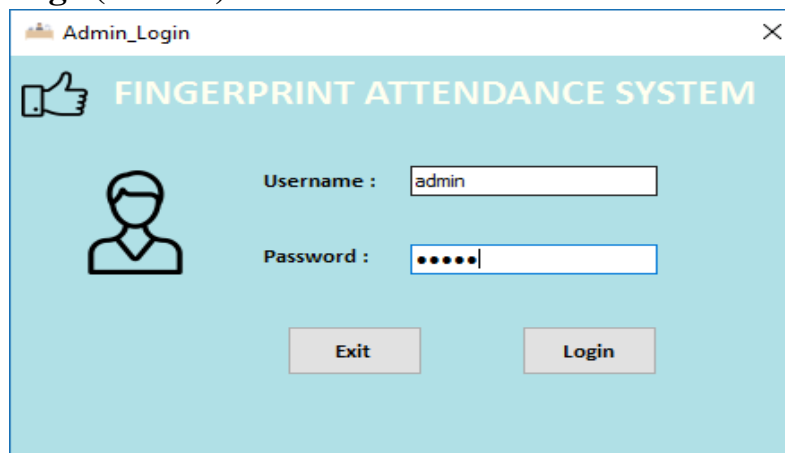 Admin_Login
FINGERPRINT ATTENDANCE SYSTEM
Username : admin
Password : •••••
Exit Login